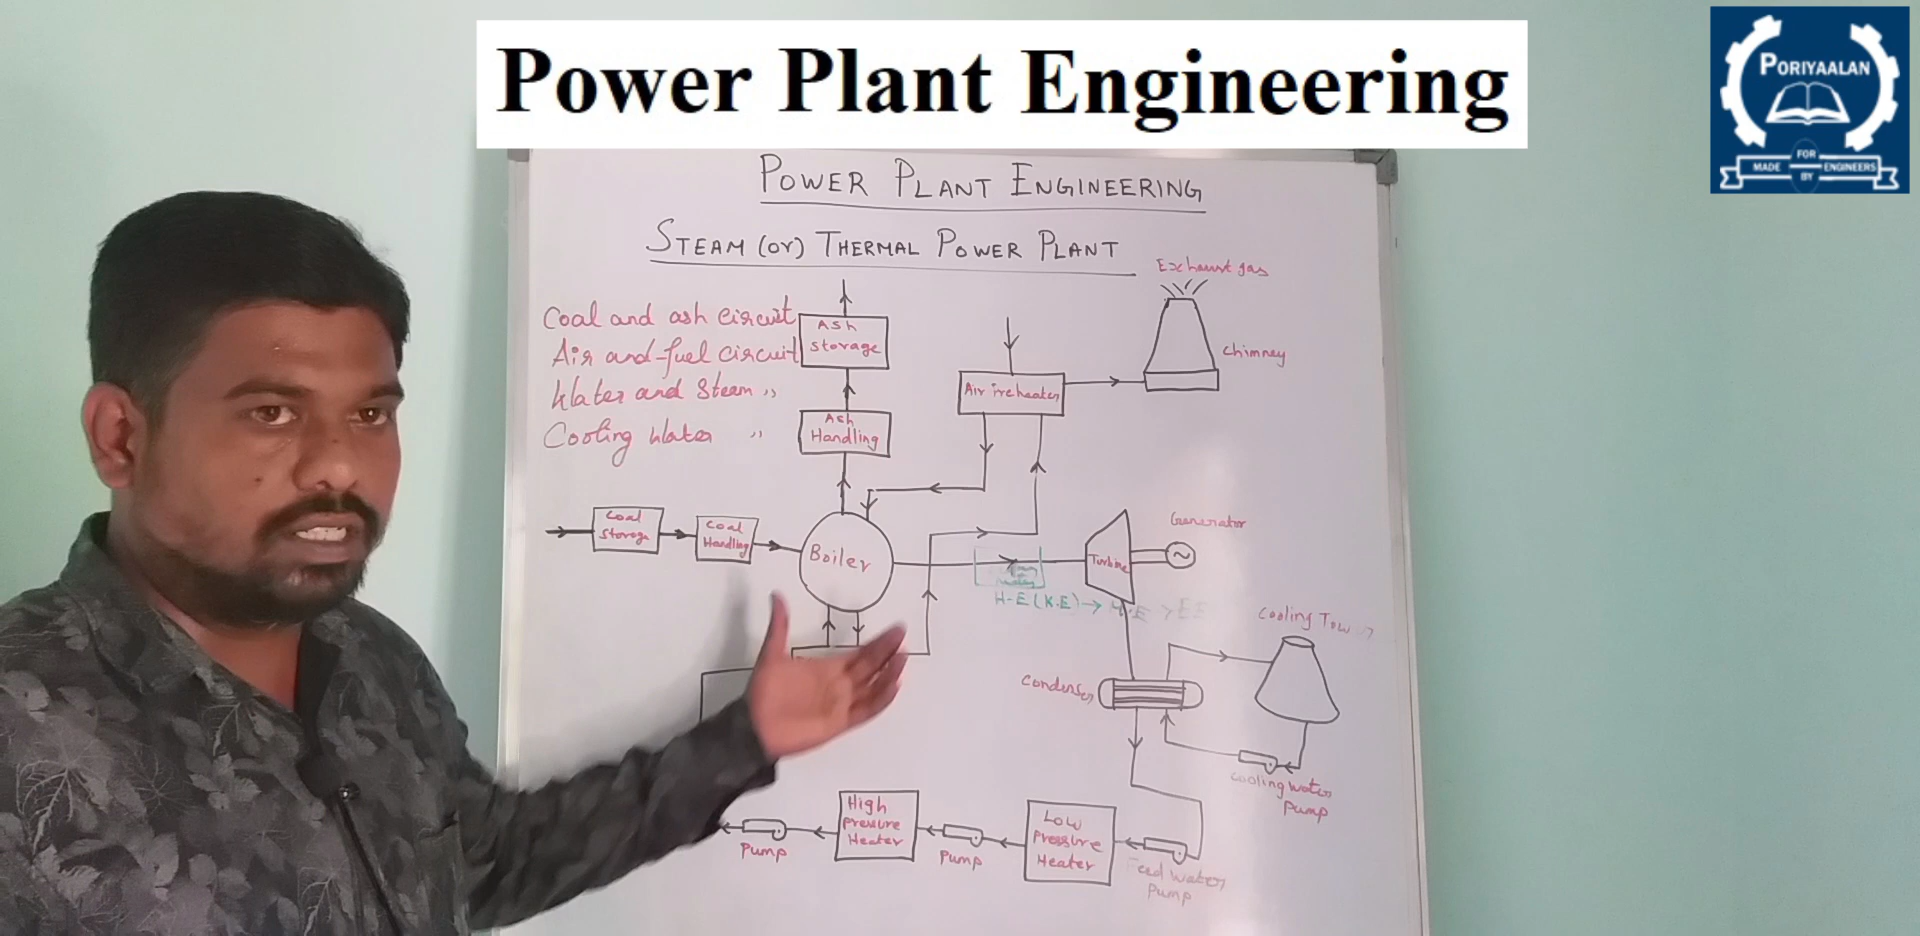 Power Plant Engineering
PORIYAALAN
MADE FOR ENGINEERS
BY
POWER PLANT ENGINEERING
STEAM (or) THERMAL POWER PLANT
Exhaust gas
Coal and ash circuit
Air and fuel circuit
Water and Steam ,,
Cooling Water ,,
Ash
Storage
Ash
Handling
Air preheater
chimney
Coal
Storage
Coal
Handling
Boiler
Turbine
Generator
H-E (K.E) → M.E > EE
Cooling
Condenser
Cooling Water
Pump
High
Pressure
Heater
Low
Pressure
Heater
Pump
Pump
Feed Water
Pump